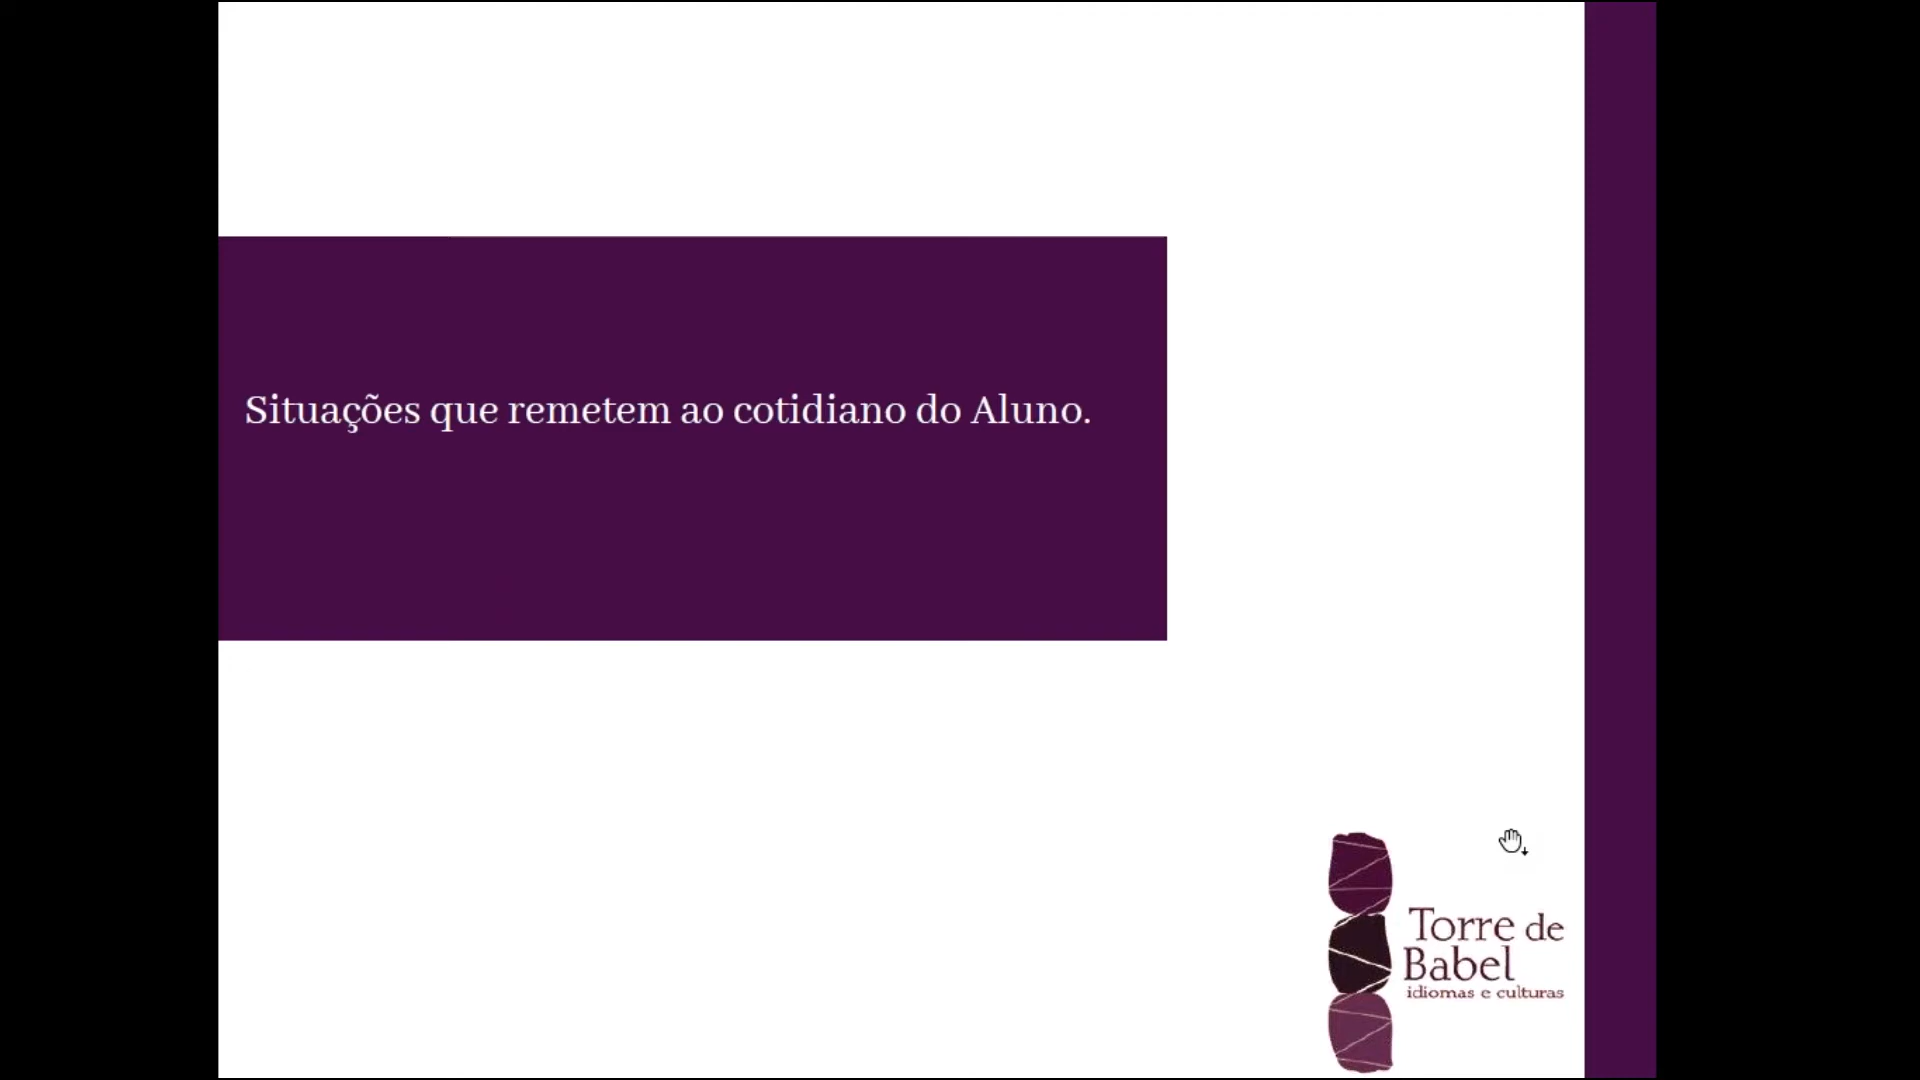 Situações que remetem ao cotidiano do Aluno.
Torre de
Babel
idiomas e culturas